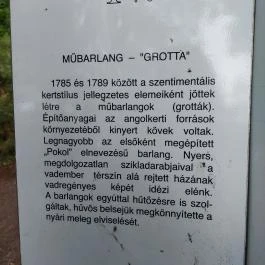 MŰBARLANG – "GROTTA"
1785 és 1789 között a szentimentális
kertstílus jellegzetes elemeiként jöttek
létre a műbarlangok (grották).
Építőanyagai az angolkerti források
környezetéből kinyert kövek voltak.
Legnagyobb az elsőként megépített
„Pokol" elnevezésű barlang. Nyers,
megdolgozatlan szikladarabjaival a
vadember térszín alá rejtett házának
vadregényes képét idézi elénk.
A barlangok egyúttal hűtőzésre is szol-
gáltak, hűvös belsejük megkönnyítette a
nyári meleg elviselését.